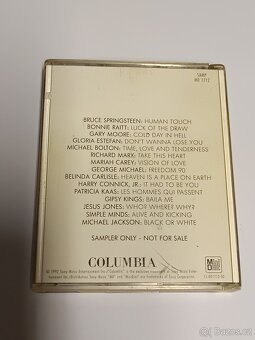 SAMP
BRUCE SPRINGSTEEN: HUMAN TOUCH
BONNIE RAITT: LUCK OF THE DRAW
GARY MOORE: COLD DAY IN HELL
GLORIA ESTEFAN: DON'T WANNA LOSE YOU
MICHAEL BOLTON: TIME, LOVE AND TENDERNESS
RICHARD MARX: TAKE THIS HEART
MARIAH CAREY: VISION OF LOVE
GEORGE MICHAEL: FREEDOM 90
BELINDA CARLISLE: HEAVEN IS A PLACE ON EARTH
HARRY CONNICK, JR.: IT HAD TO BE YOU
PATRICIA KAAS: LES HOMMES QUI PASSENT
GIPSY KINGS: BAILA ME
JESUS JONES: WHO? WHERE? WHY?
SIMPLE MINDS: ALIVE AND KICKING
MICHAEL JACKSON: BLACK OR WHITE
SAMPLER ONLY - NOT FOR SALE
COLUMBIA
Mini
Bazoš.cz